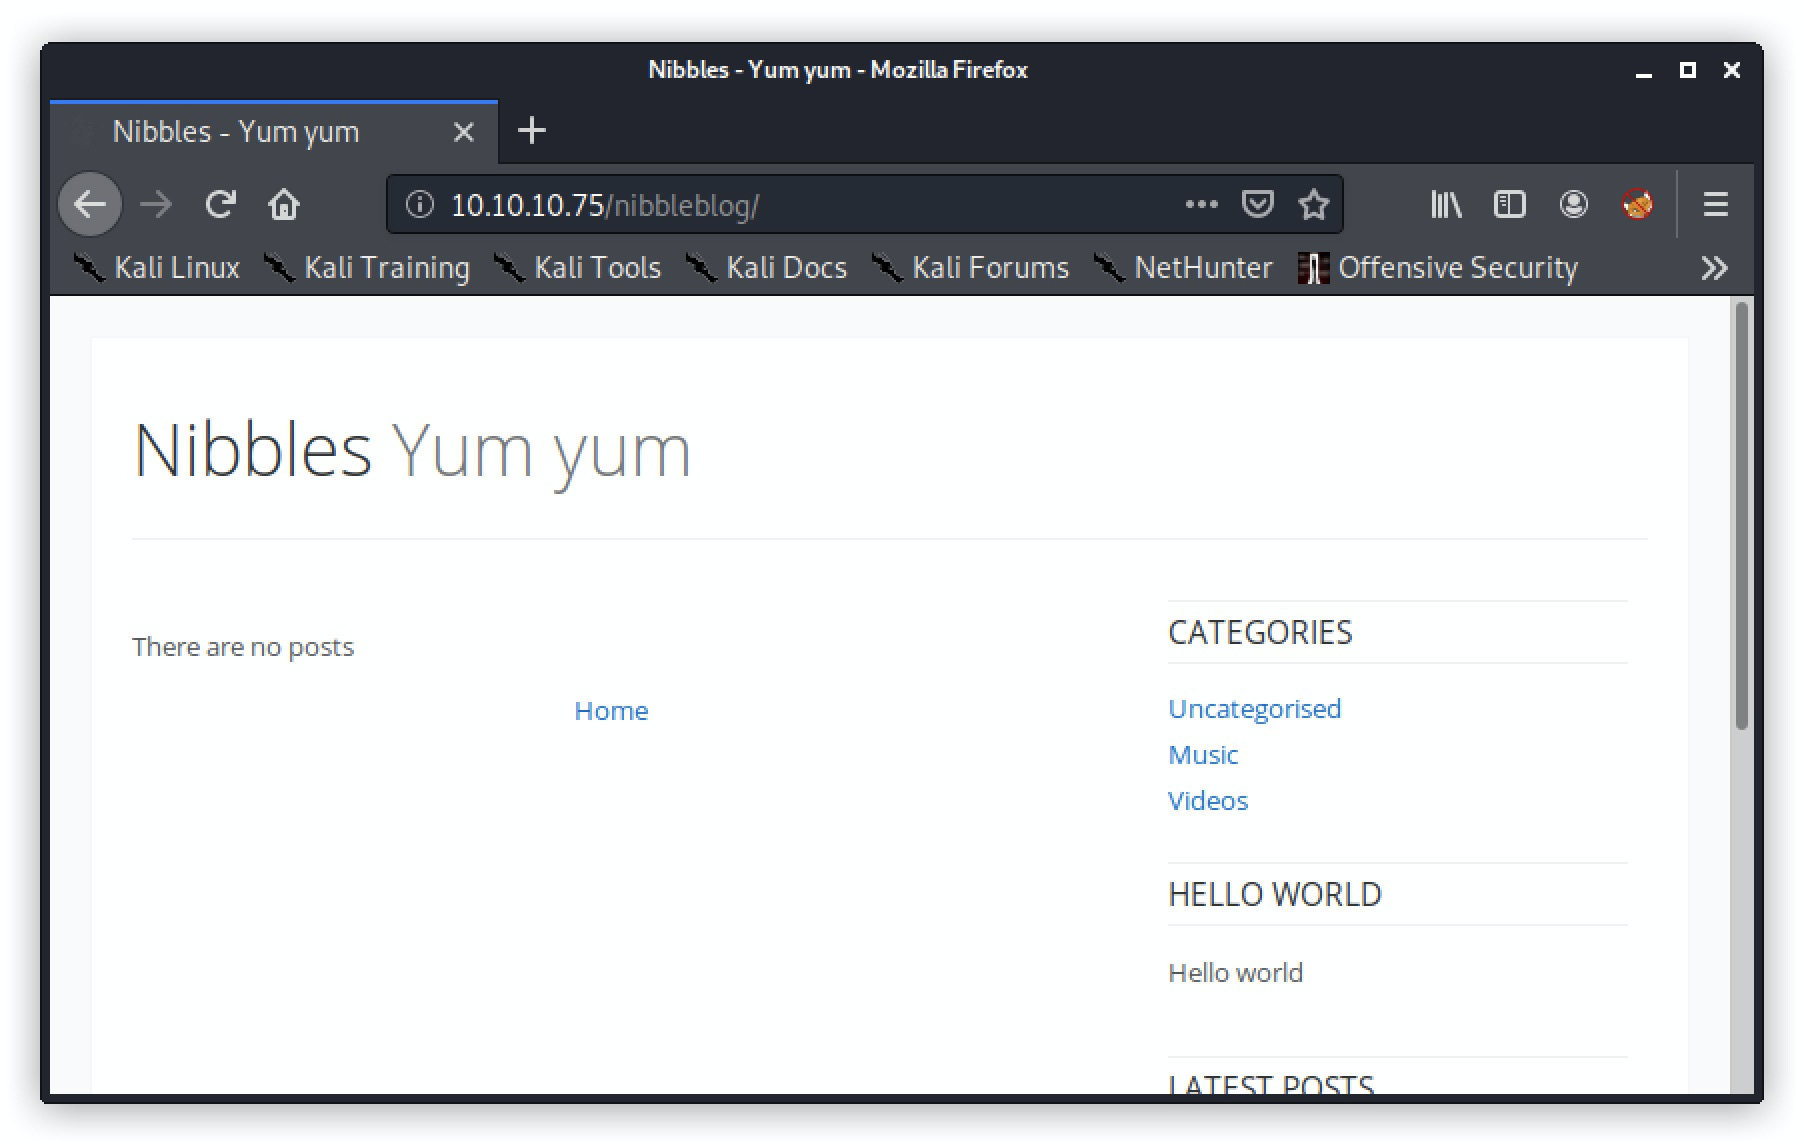 Nibbles - Yum yum - Mozilla Firefox
Nibbles - Yum yum
10.10.10.75/nibbleblog/
Kali Linux Kali Training Kali Tools Kali Docs Kali Forums NetHunter Offensive Security
Nibbles Yum yum
There are no posts
Home
CATEGORIES
Uncategorised
Music
Videos
HELLO WORLD
Hello world
LATEST POSTS